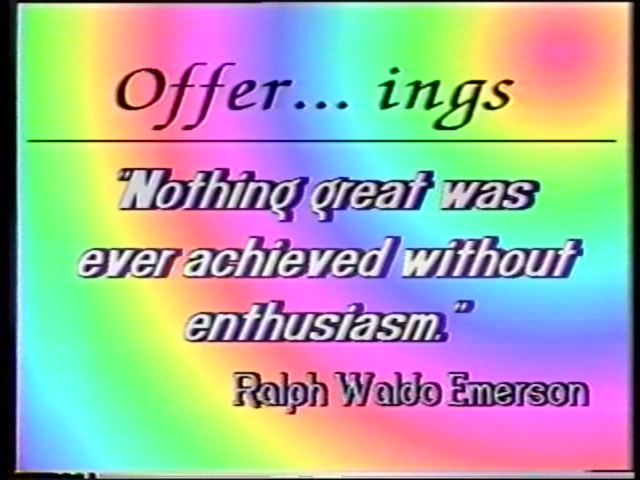 Offer... ings
"Nothing great was
ever achieved without
enthusiasm."
Ralph Waldo Emerson